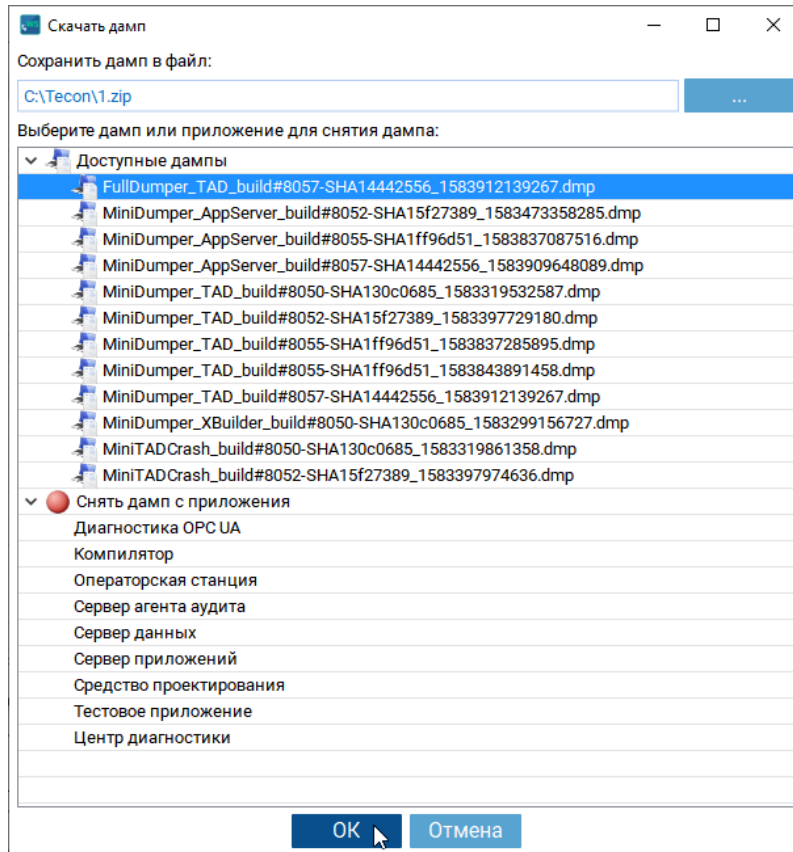 Скачать дамп
Сохранить дамп в файл:
C:\Tecon\1.zip
...
Выберите дамп или приложение для снятия дампа:
Доступные дампы
FullDumper_TAD_build#8057-SHA14442556_1583912139267.dmp
MiniDumper_AppServer_build#8052-SHA15f27389_1583473358285.dmp
MiniDumper_AppServer_build#8055-SHA1ff96d51_1583837087516.dmp
MiniDumper_AppServer_build#8057-SHA14442556_1583909648089.dmp
MiniDumper_TAD_build#8050-SHA130c0685_1583319532587.dmp
MiniDumper_TAD_build#8052-SHA15f27389_1583397729180.dmp
MiniDumper_TAD_build#8055-SHA1ff96d51_1583837285895.dmp
MiniDumper_TAD_build#8055-SHA1ff96d51_1583843891458.dmp
MiniDumper_TAD_build#8057-SHA14442556_1583912139267.dmp
MiniDumper_XBuilder_build#8050-SHA130c0685_1583299156727.dmp
MiniTADCrash_build#8050-SHA130c0685_1583319861358.dmp
MiniTADCrash_build#8052-SHA15f27389_1583397974636.dmp
Снять дамп с приложения
Диагностика OPC UA
Компилятор
Операторская станция
Сервер агента аудита
Сервер данных
Сервер приложений
Средство проектирования
Тестовое приложение
Центр диагностики
ОК
Отмена